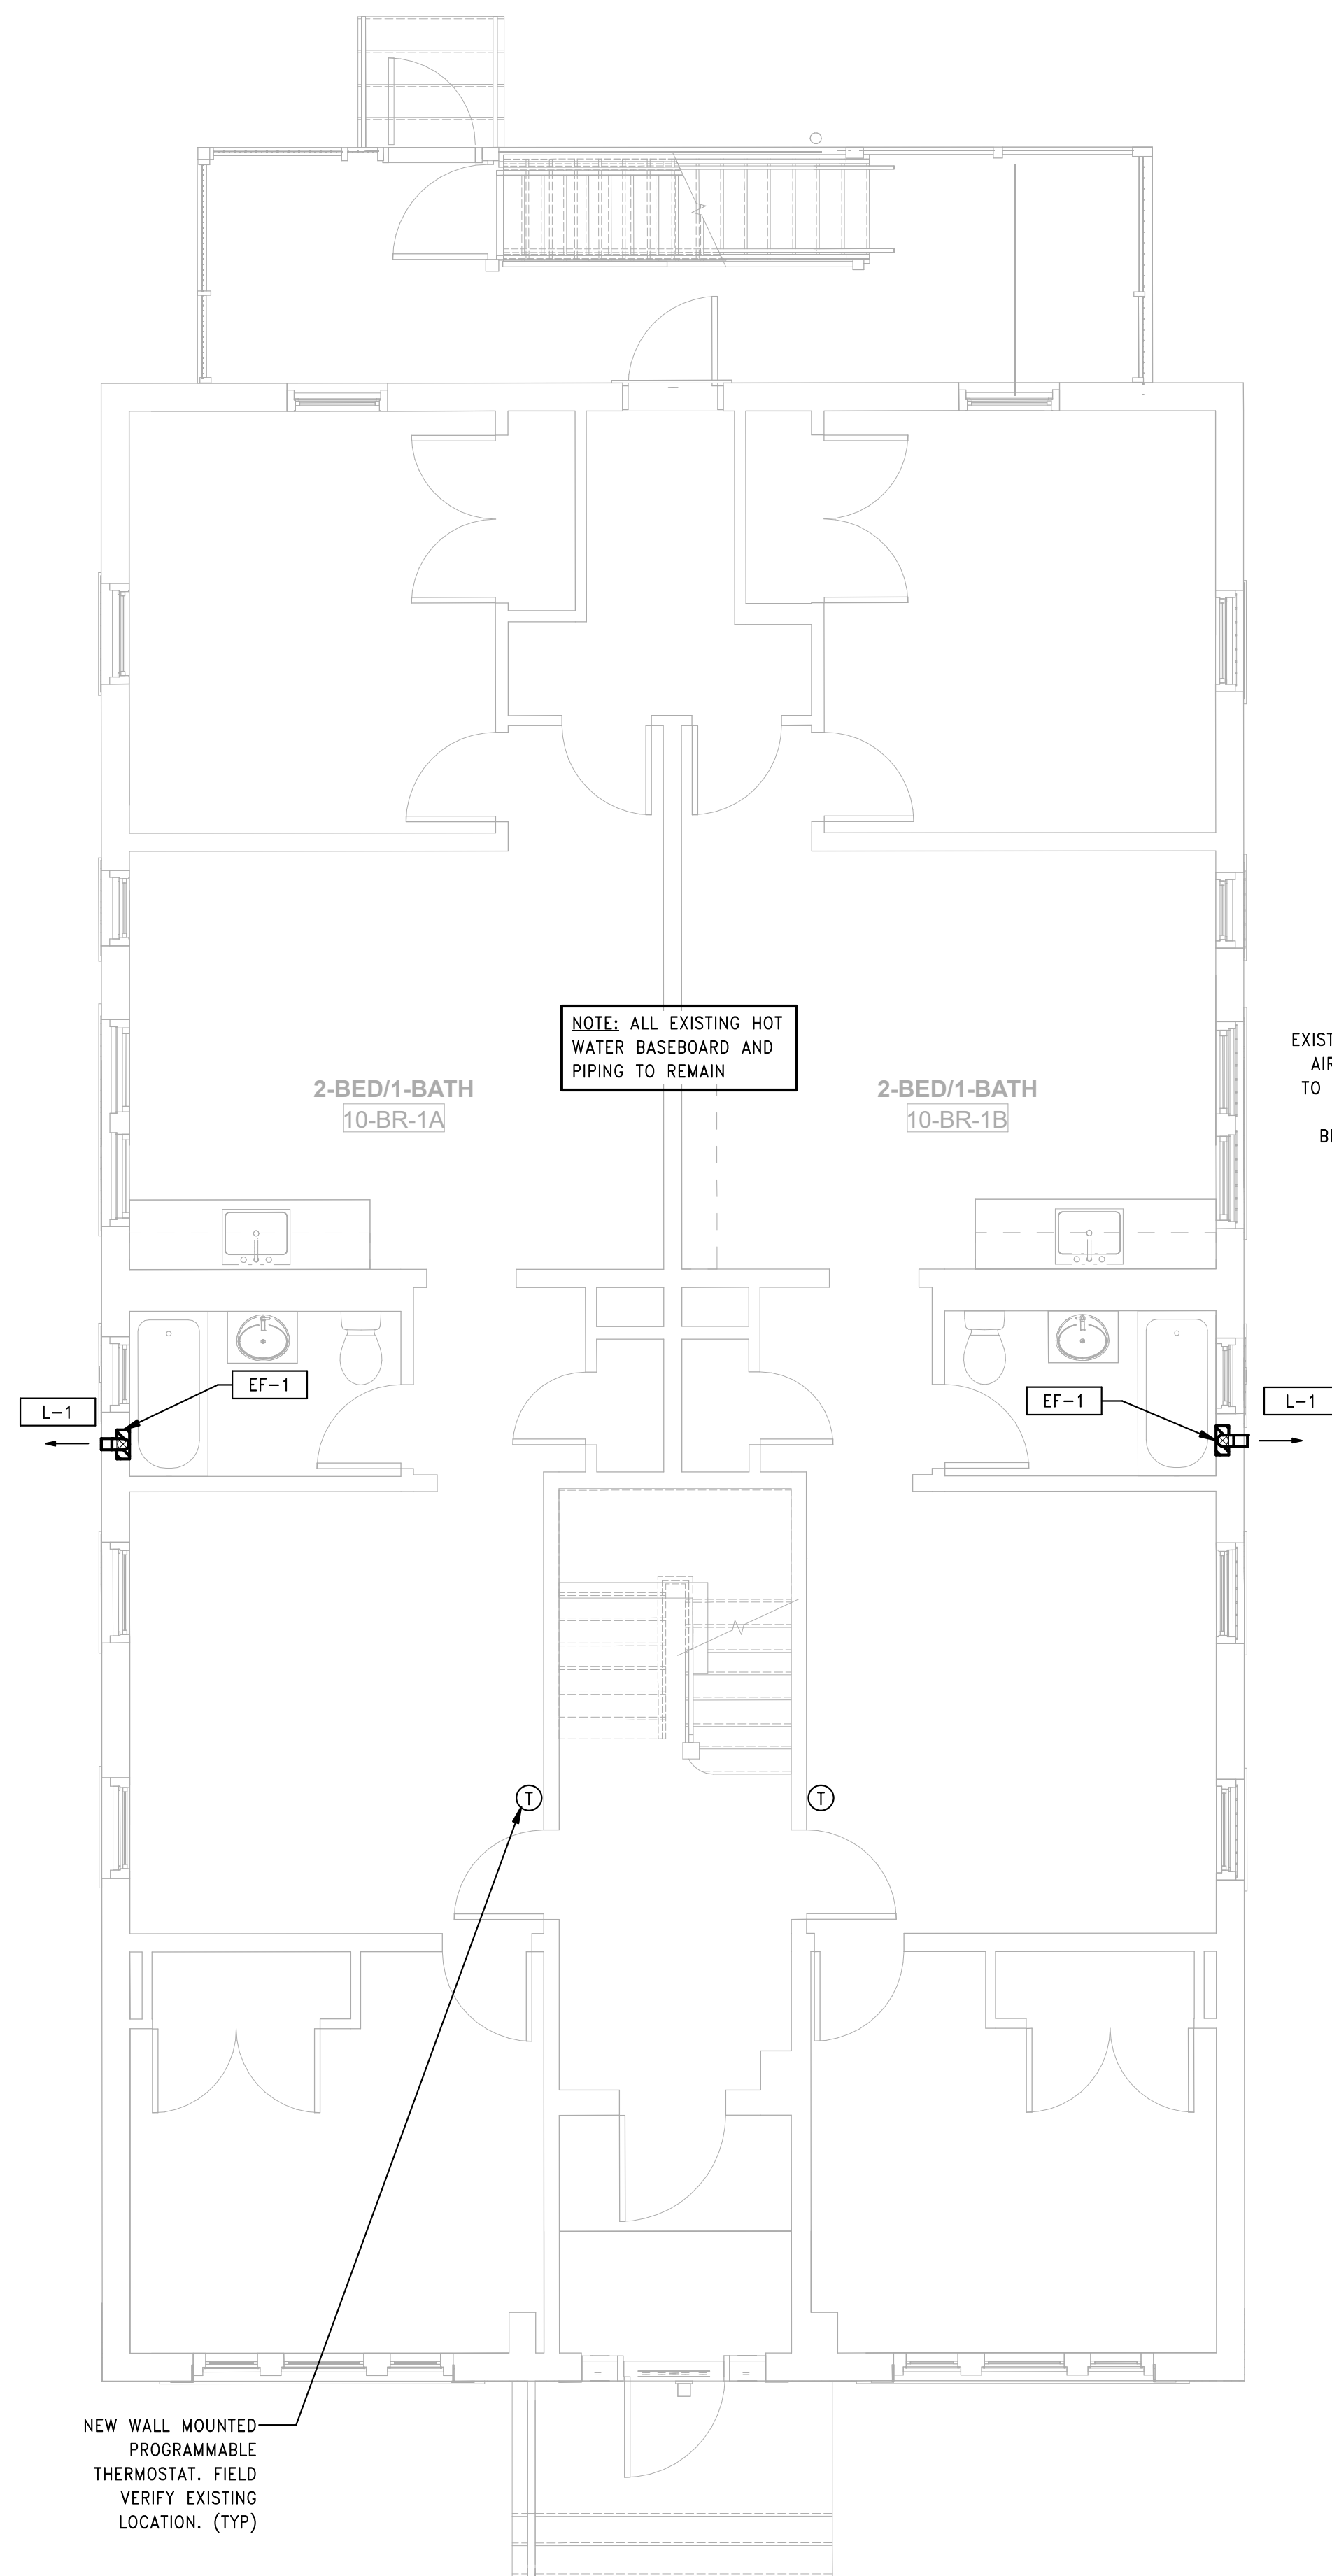 NOTE: ALL EXISTING HOT
WATER BASEBOARD AND
PIPING TO REMAIN
2-BED/1-BATH
10-BR-1A
2-BED/1-BATH
10-BR-1B
AIR
TO
EF-1
L-1
EF-1
L-1
T
T
NEW WALL MOUNTED
PROGRAMMABLE
THERMOSTAT. FIELD
VERIFY EXISTING
LOCATION. (TYP)